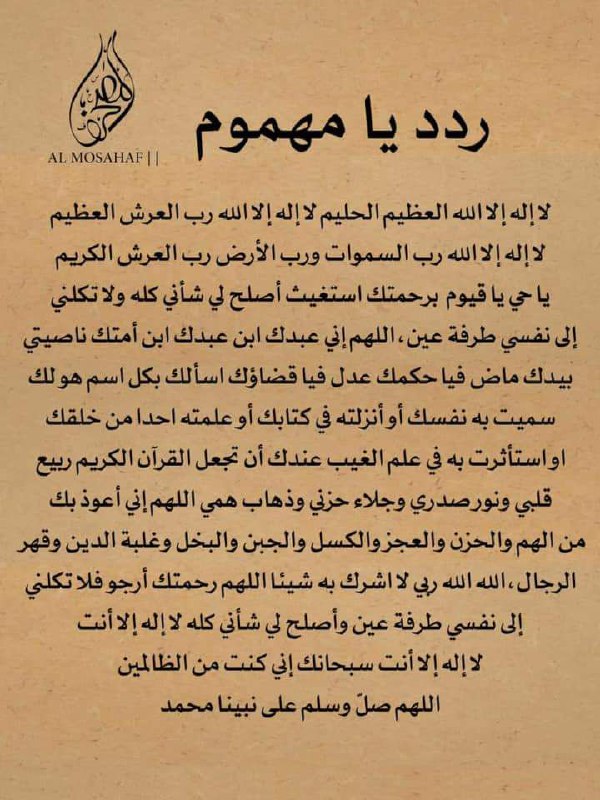 ردد يا مهموم
AL MOSAHAF||
لا إله إلا الله العظيم الحليم لا إله إلا الله رب العرش العظيم
لا إله إلا الله رب السموات ورب الأرض رب العرش الكريم
يا حي يا قيوم برحمتك استغيث أصلح لي شأني كله ولا تكلني
إلى نفسي طرفة عين ، اللهم إني عبدك ابن عبدك ابن أمتك ناصيتي
بيدك ماض فيا حكمك عدل فيا قضاؤك اسألك بكل اسم هو لك
سميت به نفسك أو أنزلته في كتابك أو علمته احدا من خلقك
او استأثرت به في علم الغيب عندك أن تجعل القرآن الكريم ربيع
قلبي ونور صدري وجلاء حزني وذهاب همي اللهم إني أعوذ بك
من الهم والحزن والعجز والكسل والجبن والبخل وغلبة الدين وقهر
الرجال ، الله الله ربي لا اشرك به شيئا اللهم رحمتك أرجو فلا تكلني
إلى نفسي طرفة عين وأصلح لي شأني كله لا إله إلا أنت
لا إله إلا أنت سبحانك إني كنت من الظالمين
اللهم صلّ وسلم على نبينا محمد